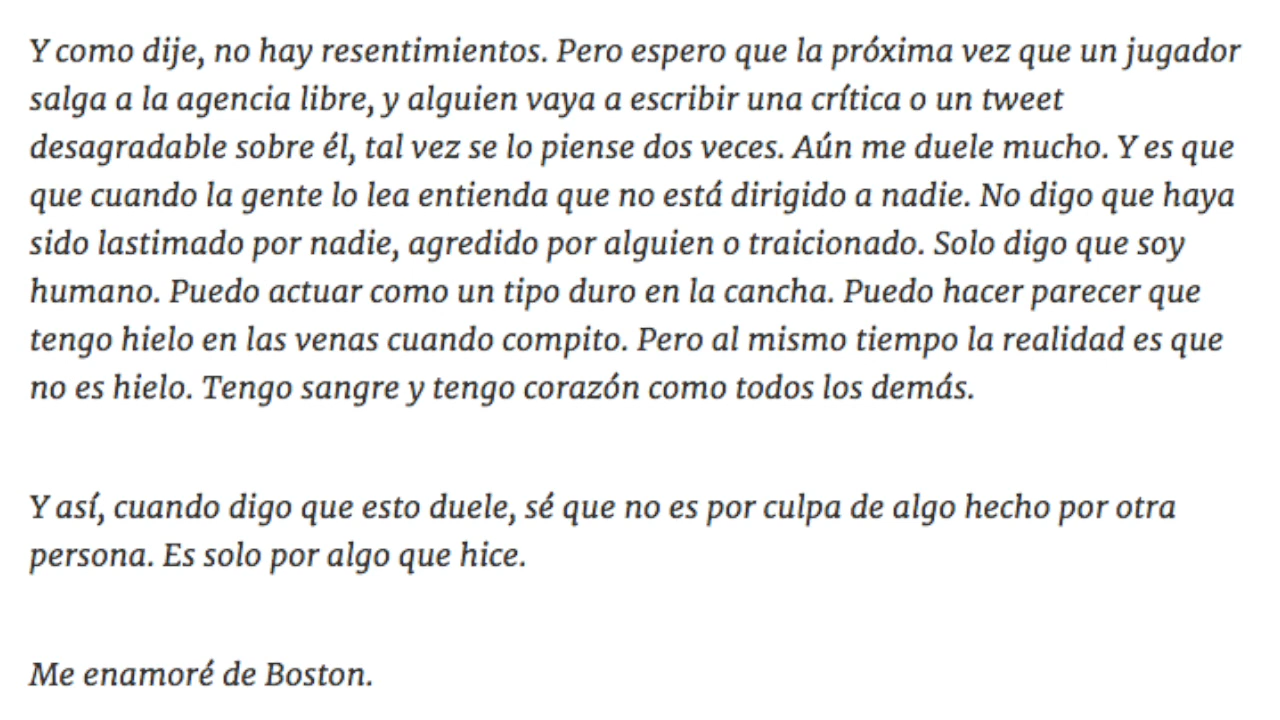 Y como dije, no hay resentimientos. Pero espero que la próxima vez que un jugador
salga a la agencia libre, y alguien vaya a escribir una crítica o un tweet
desagradable sobre él, tal vez se lo piense dos veces. Aún me duele mucho. Y es que
que cuando la gente lo lea entienda que no está dirigido a nadie. No digo que haya
sido lastimado por nadie, agredido por alguien o traicionado. Solo digo que soy
humano. Puedo actuar como un tipo duro en la cancha. Puedo hacer parecer que
tengo hielo en las venas cuando compito. Pero al mismo tiempo la realidad es que
no es hielo. Tengo sangre y tengo corazón como todos los demás.
Y así, cuando digo que esto duele, sé que no es por culpa de algo hecho por otra
persona. Es solo por algo que hice.
Me enamoré de Boston.